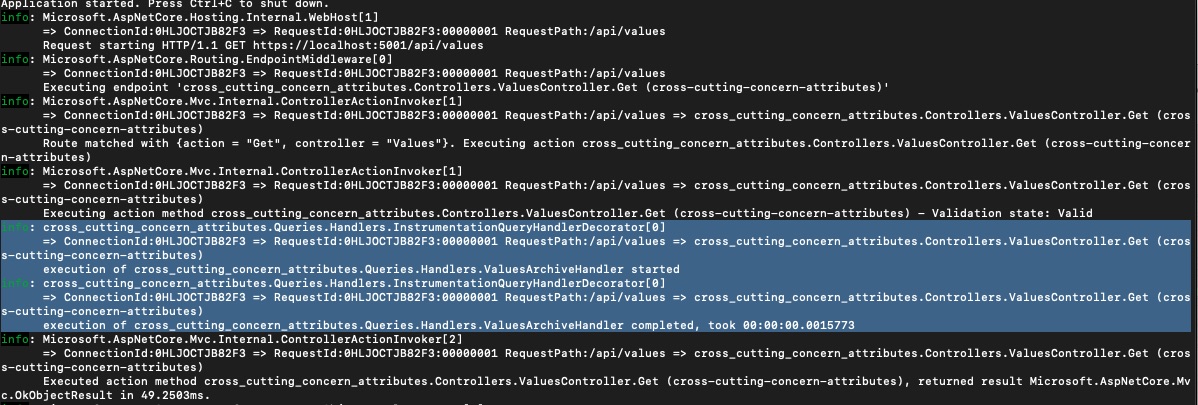 Application started. Press Ctrl+C to shut down.
info: Microsoft.AspNetCore.Hosting.Internal.WebHost[1]
=> ConnectionId:0HLJOCTJB82F3 => RequestId:0HLJOCTJB82F3:00000001 RequestPath:/api/values
Request starting HTTP/1.1 GET https://localhost:5001/api/values
info: Microsoft.AspNetCore.Routing.EndpointMiddleware[0]
=> ConnectionId:0HLJOCTJB82F3 => RequestId:0HLJOCTJB82F3:00000001 RequestPath:/api/values
Executing endpoint 'cross_cutting_concern_attributes.Controllers.ValuesController.Get (cross-cutting-concern-attributes)'
info: Microsoft.AspNetCore.Mvc.Internal.ControllerActionInvoker[1]
=> ConnectionId:0HLJOCTJB82F3 => RequestId:0HLJOCTJB82F3:00000001 RequestPath:/api/values => cross_cutting_concern_attributes.Controllers.ValuesController.Get (cros
s-cutting-concern-attributes)
Route matched with {action = "Get", controller = "Values"}. Executing action cross_cutting_concern_attributes.Controllers.ValuesController.Get (cross-cutting-concer
n-attributes)
info: Microsoft.AspNetCore.Mvc.Internal.ControllerActionInvoker[1]
=> ConnectionId:0HLJOCTJB82F3 => RequestId:0HLJOCTJB82F3:00000001 RequestPath:/api/values => cross_cutting_concern_attributes.Controllers.ValuesController.Get (cros
s-cutting-concern-attributes)
Executing action method cross_cutting_concern_attributes.Controllers.ValuesController.Get (cross-cutting-concern-attributes) - Validation state: Valid
info: cross_cutting_concern_attributes.Queries.Handlers.InstrumentationQueryHandlerDecorator[0]
=> ConnectionId:0HLJOCTJB82F3 => RequestId:0HLJOCTJB82F3:00000001 RequestPath:/api/values => cross_cutting_concern_attributes.Controllers.ValuesController.Get (cros
s-cutting-concern-attributes)
execution of cross_cutting_concern_attributes.Queries.Handlers.ValuesArchiveHandler started
info: cross_cutting_concern_attributes.Queries.Handlers.InstrumentationQueryHandlerDecorator[0]
=> ConnectionId:0HLJOCTJB82F3 => RequestId:0HLJOCTJB82F3:00000001 RequestPath:/api/values => cross_cutting_concern_attributes.Controllers.ValuesController.Get (cros
s-cutting-concern-attributes)
execution of cross_cutting_concern_attributes.Queries.Handlers.ValuesArchiveHandler completed, took 00:00:00.0015773
info: Microsoft.AspNetCore.Mvc.Internal.ControllerActionInvoker[2]
=> ConnectionId:0HLJOCTJB82F3 => RequestId:0HLJOCTJB82F3:00000001 RequestPath:/api/values => cross_cutting_concern_attributes.Controllers.ValuesController.Get (cros
s-cutting-concern-attributes)
Executed action method cross_cutting_concern_attributes.Controllers.ValuesController.Get (cross-cutting-concern-attributes), returned result Microsoft.AspNetCore.Mv
c.OkObjectResult in 49.2503ms.